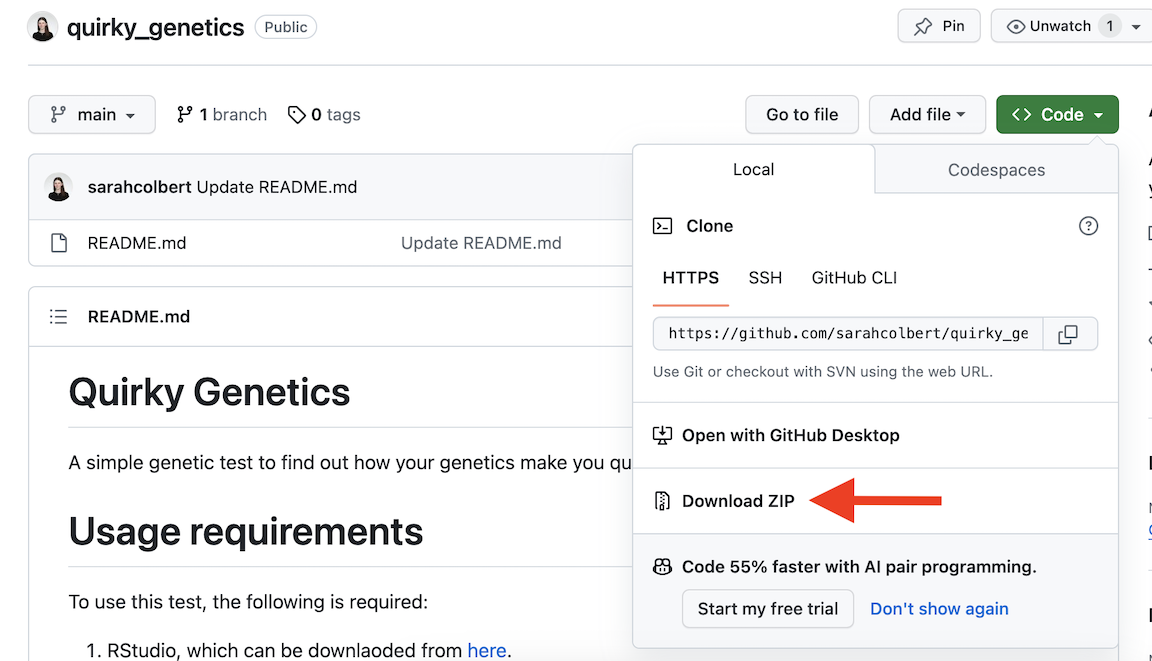 quirky_genetics Public
Pin
Unwatch 1
main
1 branch
0 tags
Go to file
Add file
<> Code
sarahcolbert Update README.md
README.md Update README.md
README.md
Quirky Genetics
A simple genetic test to find out how your genetics make you qu
Usage requirements
To use this test, the following is required:
1. RStudio, which can be downlaoded from here.
Local
Codespaces
Clone
HTTPS SSH GitHub CLI
https://github.com/sarahcolbert/quirky_ge
Use Git or checkout with SVN using the web URL.
Open with GitHub Desktop
Download ZIP
Code 55% faster with AI pair programming.
Start my free trial Don't show again